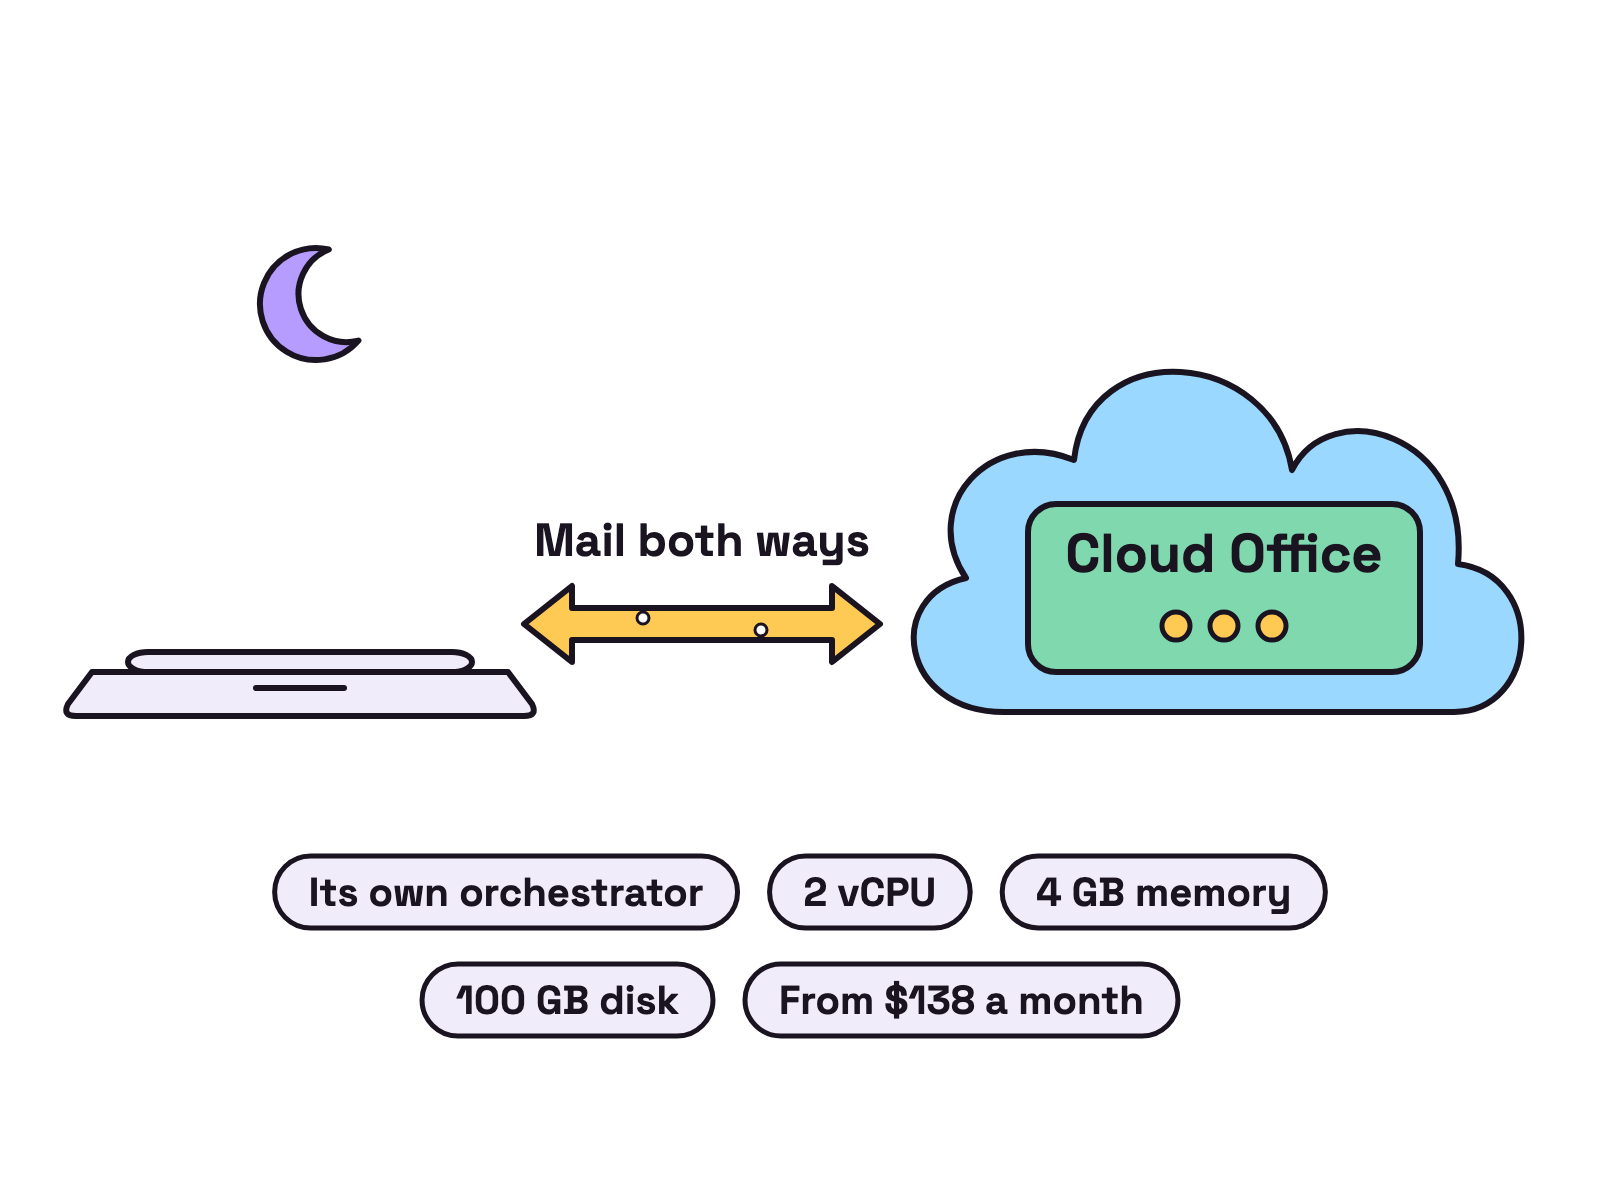 Mail both ways
Cloud Office
Its own orchestrator
2 vCPU
4 GB memory
100 GB disk
From $138 a month